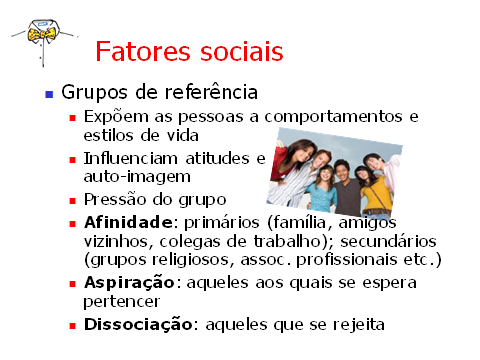 Fatores sociais
Grupos de referência
Expõem as pessoas a comportamentos e
estilos de vida
Influenciam atitudes e
auto-imagem
Pressão do grupo
Afinidade: primários (família, amigos
vizinhos, colegas de trabalho); secundários
(grupos religiosos, assoc. profissionais etc.)
Aspiração: aqueles aos quais se espera
pertencer
Dissociação: aqueles que se rejeita